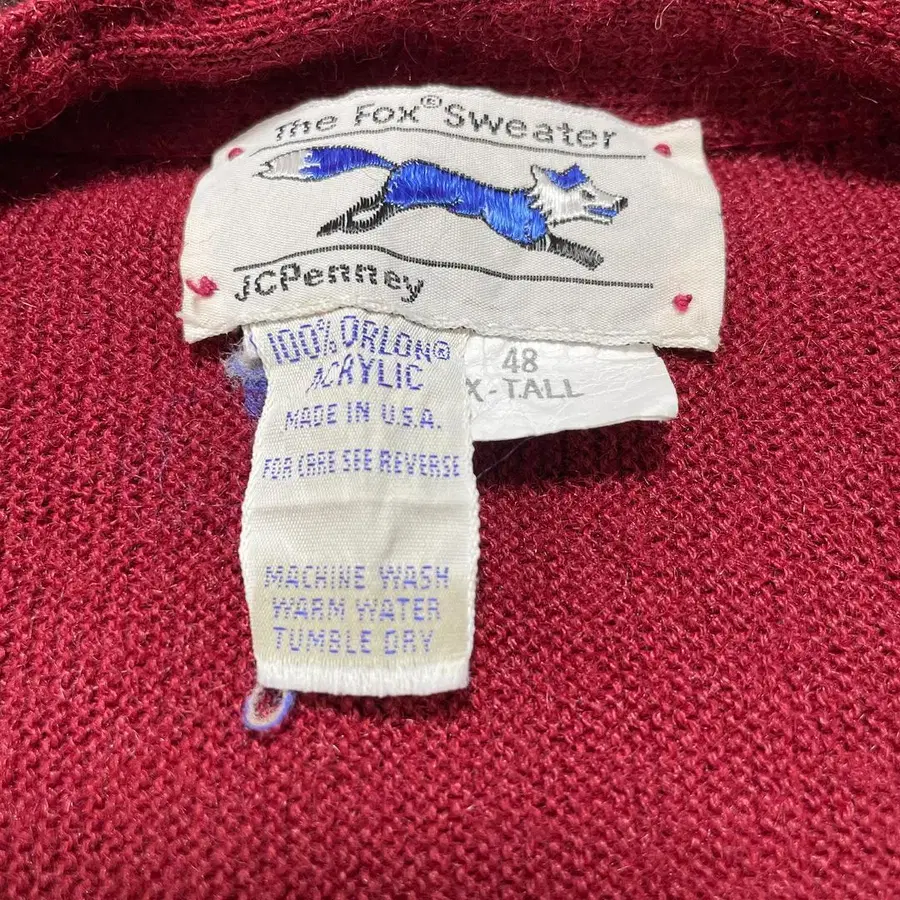 The Fox® Sweater
JCPenney
100% ORLON®
ACRYLIC
MADE IN U.S.A.
FOR CARE SEE REVERSE
MACHINE WASH
WARM WATER
TUMBLE DRY
48
X-TALL